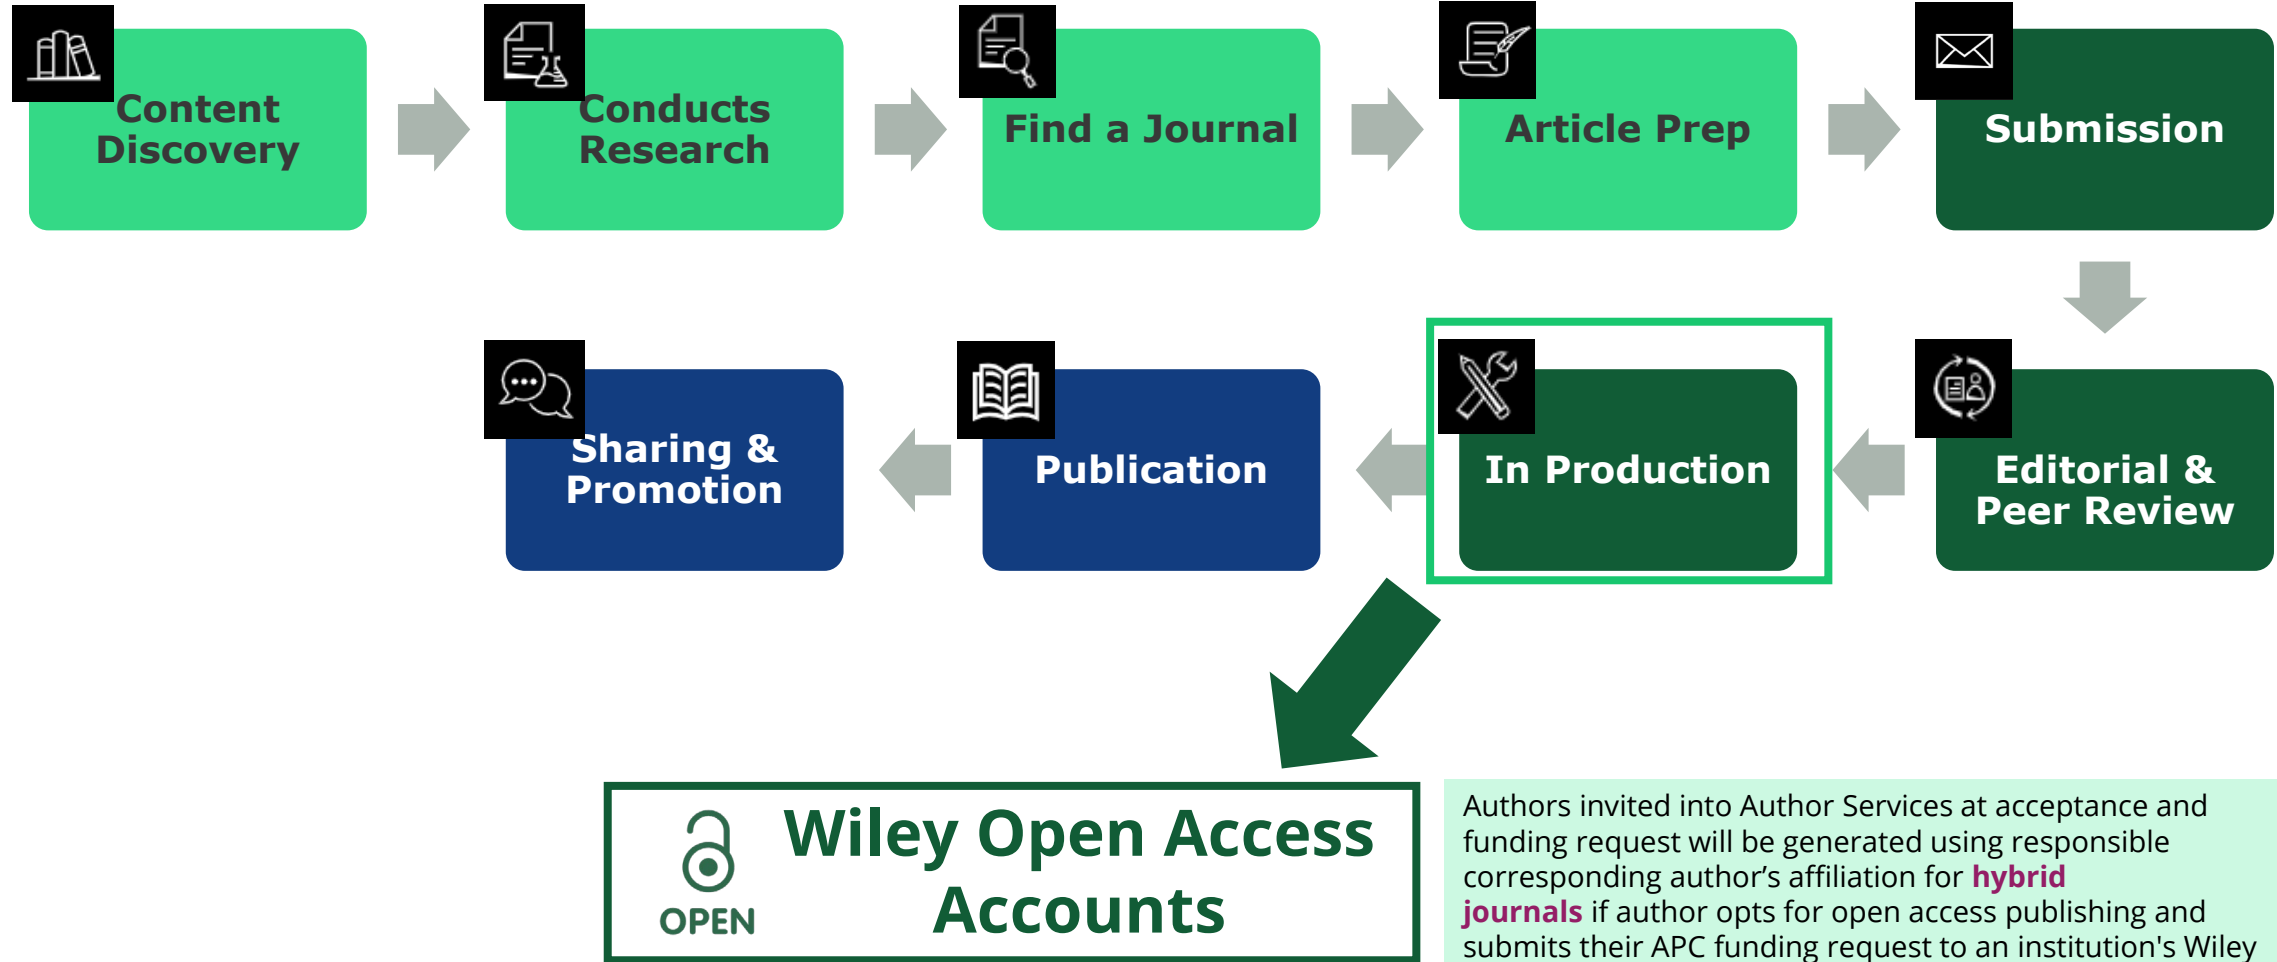 Content
Discovery
Conducts
Research
Find a Journal
Article Prep
Submission
Editorial &
Peer Review
In Production
Publication
Sharing &
Promotion
OPEN
Wiley Open Access
Accounts
Authors invited into Author Services at acceptance and
funding request will be generated using responsible
corresponding author’s affiliation for hybrid
journals if author opts for open access publishing and
submits their APC funding request to an institution's Wiley